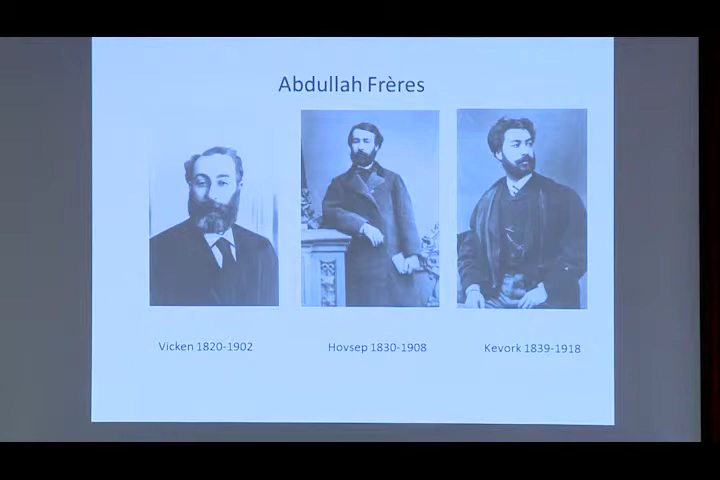 Abdullah Frères
Vicken 1820-1902
Hovsep 1830-1908
Kevork 1839-1918